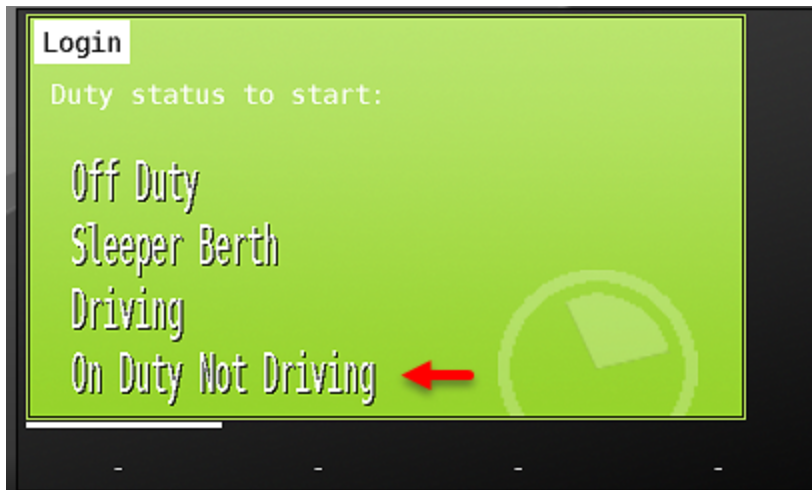 Login
Duty status to start:
Off Duty
Sleeper Berth
Driving
On Duty Not Driving
- - - -